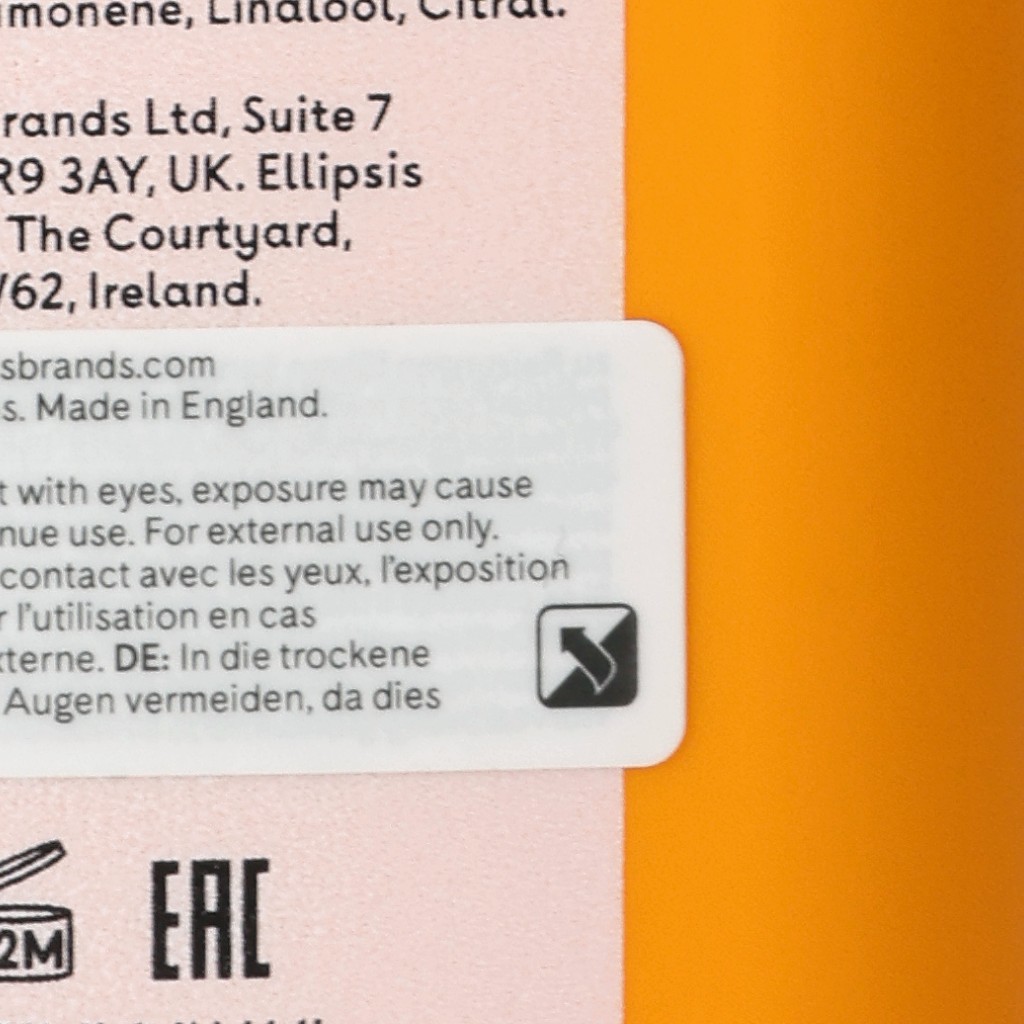 Limonene, Linalool, Citral.
rands Ltd, Suite 7
R9 3AY, UK. Ellipsis
The Courtyard,
62, Ireland.
sbrands.com
s. Made in England.
t with eyes, exposure may cause
nue use. For external use only.
contact avec les yeux, l'exposition
r l'utilisation en cas
xterne. DE: In die trockene
Augen vermeiden, da dies
2M
EAC